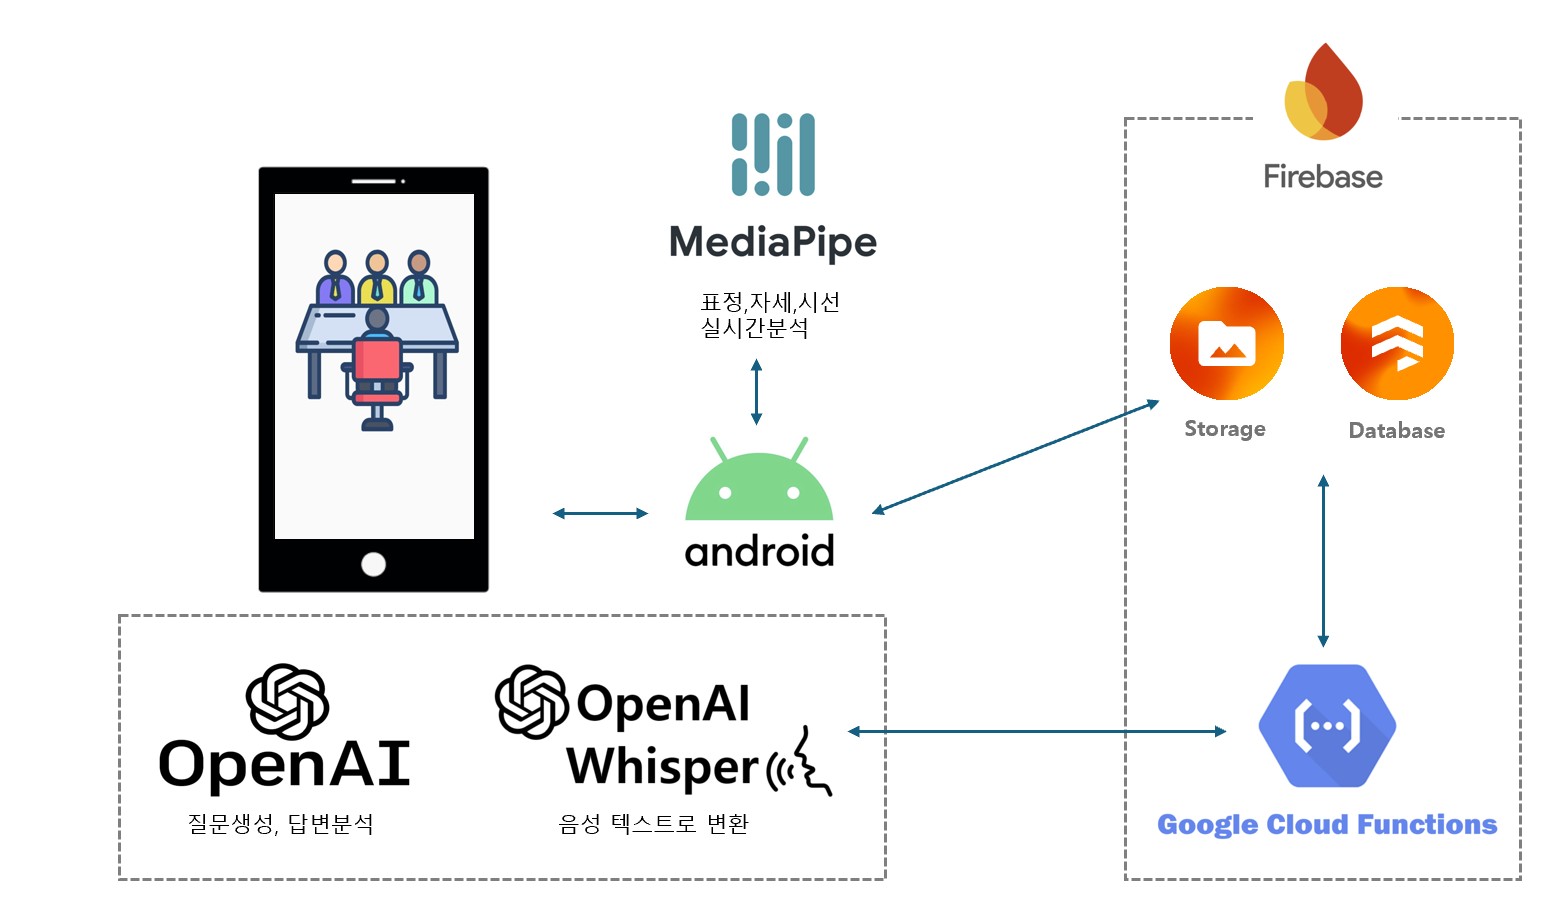 Firebase
MediaPipe
표정,자세,시선
실시간분석
Storage
Database
android
OpenAI
질문생성, 답변분석
OpenAI
Whisper
음성 텍스트로 변환
Google Cloud Functions